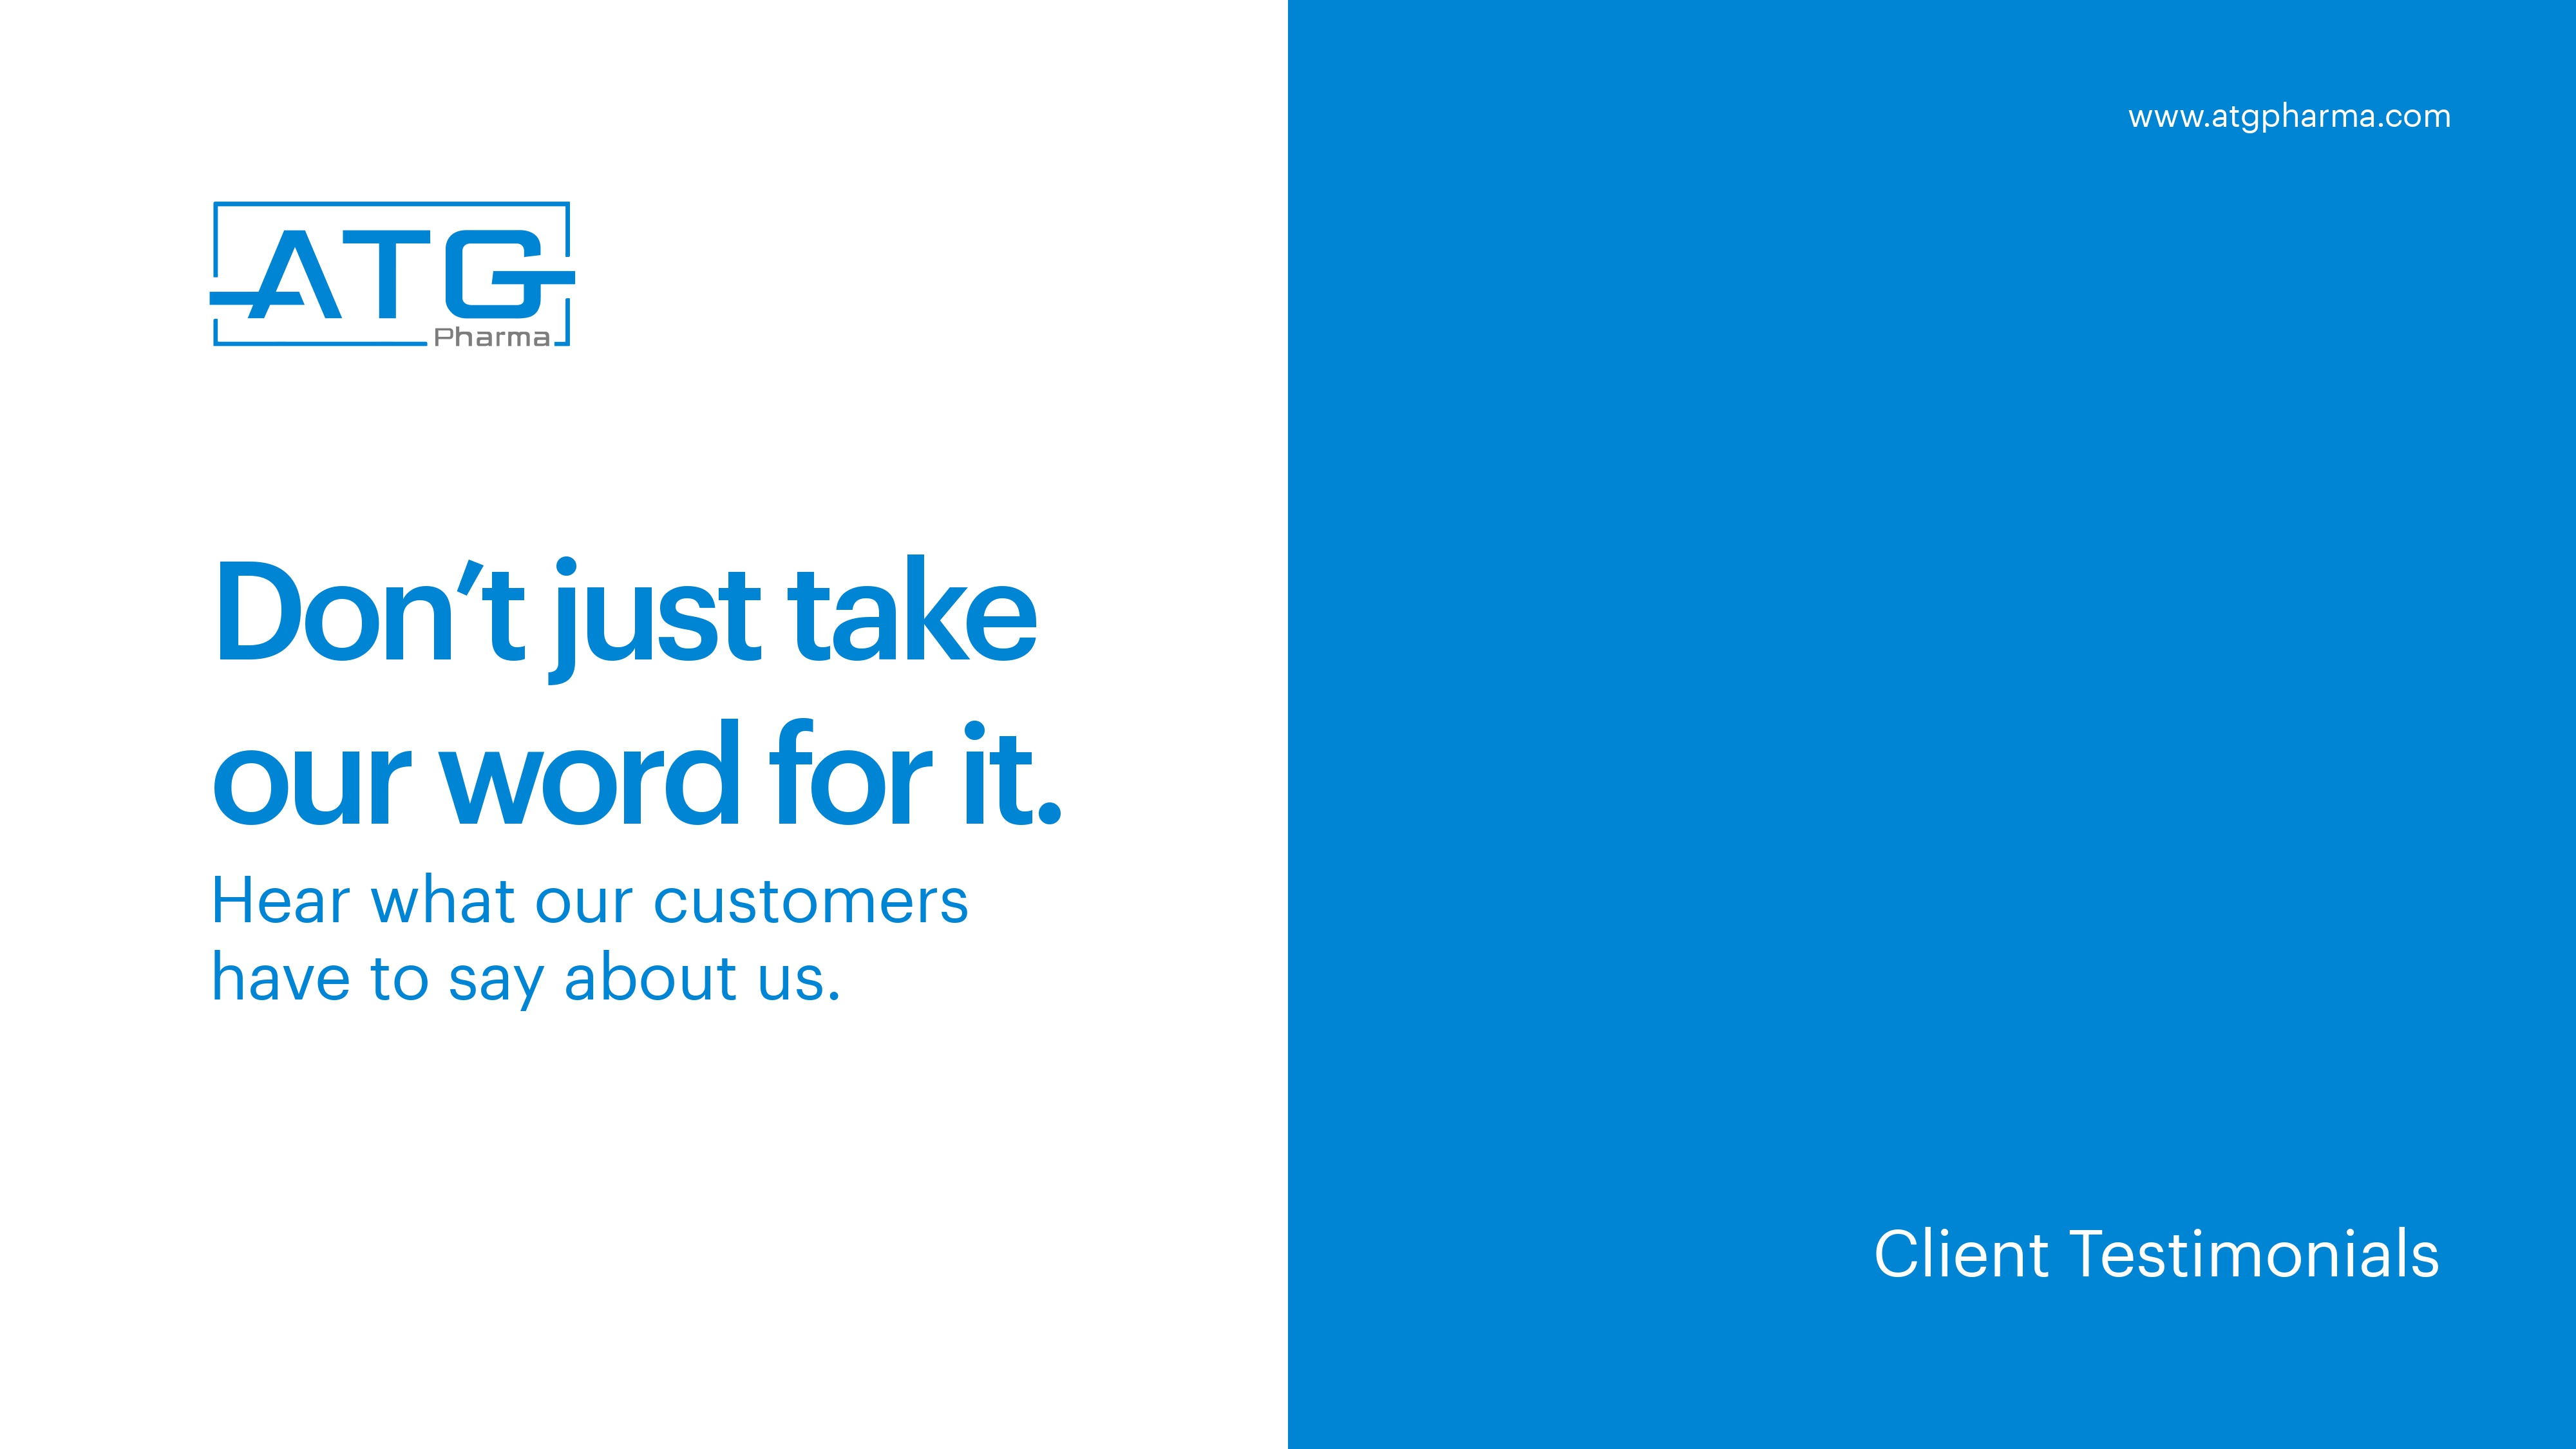 ATG
Pharma
Don’t just take
our word for it.
Hear what our customers
have to say about us.
www.atgpharma.com
Client Testimonials